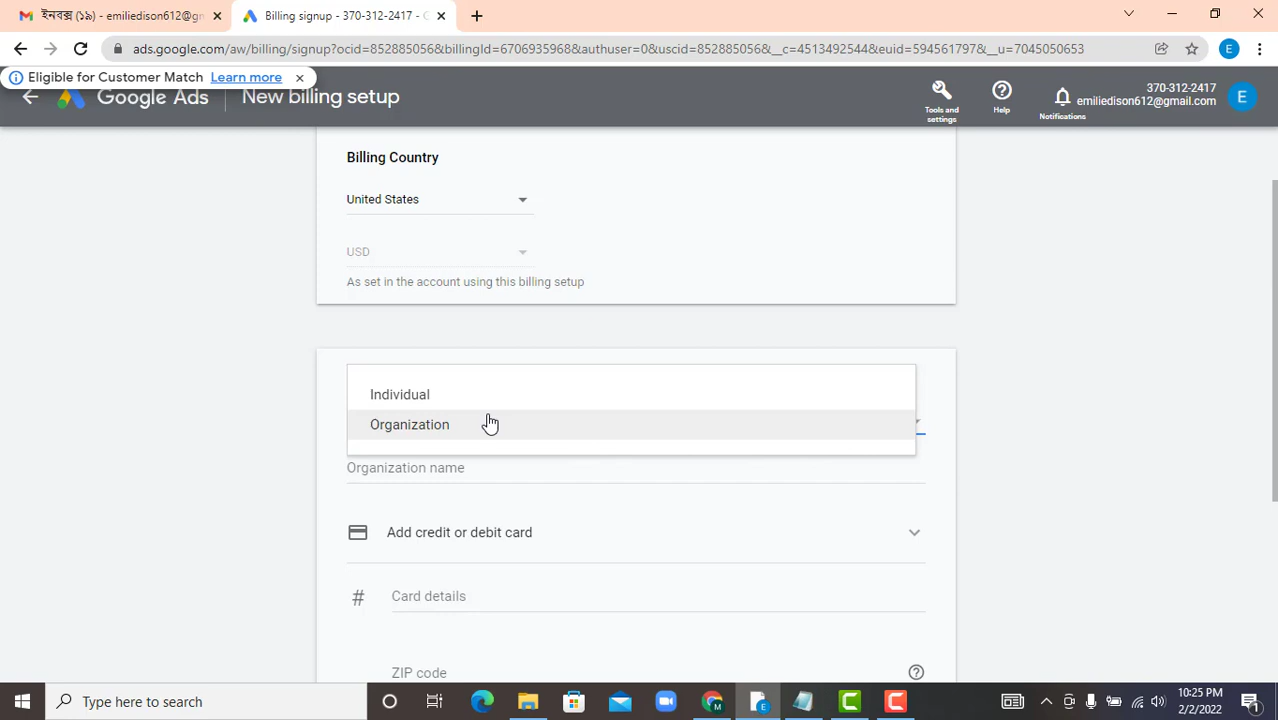 ইনবক্স (১৯) - emiliedison612@gm
Billing signup - 370-312-2417 - G
ads.google.com/aw/billing/signup?ocid=852885056&billingId=6706935968&authuser=0&uscid=852885056&__c=4513492544&euid=594561797&__u=7045050653
E
Eligible for Customer Match Learn more
Google Ads New billing setup
Tools and settings
Help
Notifications
370-312-2417
emiliedison612@gmail.com
E
Billing Country
United States
USD
As set in the account using this billing setup
Individual
Organization
Organization name
Add credit or debit card
# Card details
ZIP code
Type here to search
10:25 PM
2/2/2022